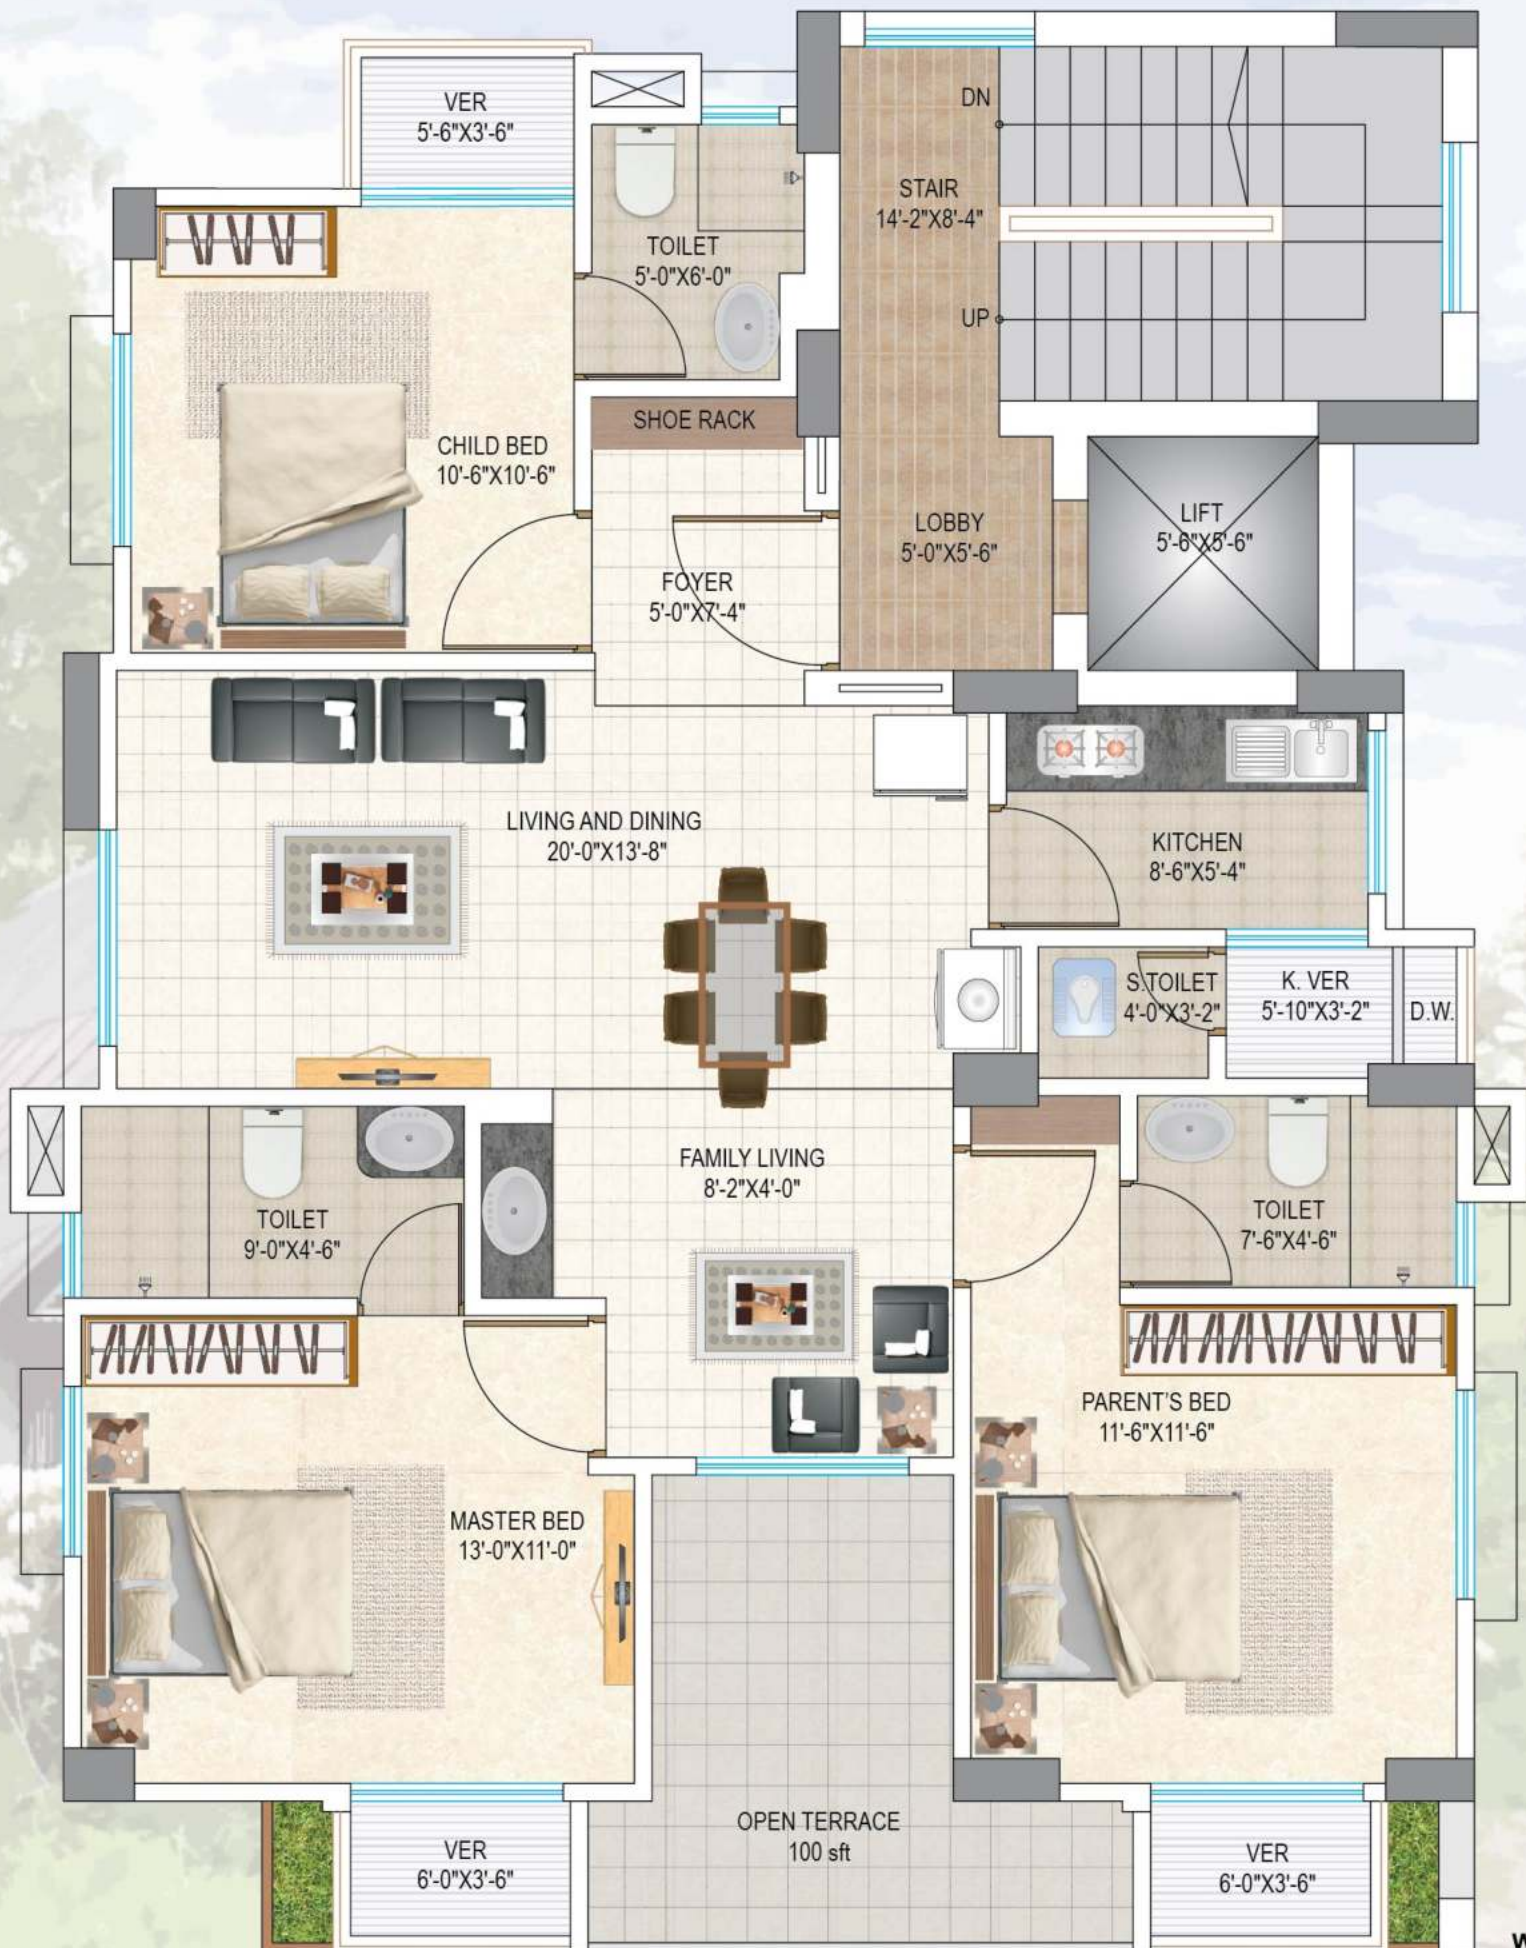 VER
5'-6"X3'-6"
DN
STAIR
14'-2"X8'-4"
TOILET
5'-0"X6'-0"
UP
SHOE RACK
CHILD BED
10'-6"X10'-6"
LOBBY
5'-0"X5'-6"
LIFT
5'-6"X5'-6"
FOYER
5'-0"X7'-4"
LIVING AND DINING
20'-0"X13'-8"
KITCHEN
8'-6"X5'-4"
S.TOILET
4'-0"X3'-2"
K. VER
5'-10"X3'-2"
D.W.
FAMILY LIVING
8'-2"X4'-0"
TOILET
9'-0"X4'-6"
TOILET
7'-6"X4'-6"
PARENT'S BED
11'-6"X11'-6"
MASTER BED
13'-0"X11'-0"
OPEN TERRACE
100 sft
VER
6'-0"X3'-6"
VER
6'-0"X3'-6"